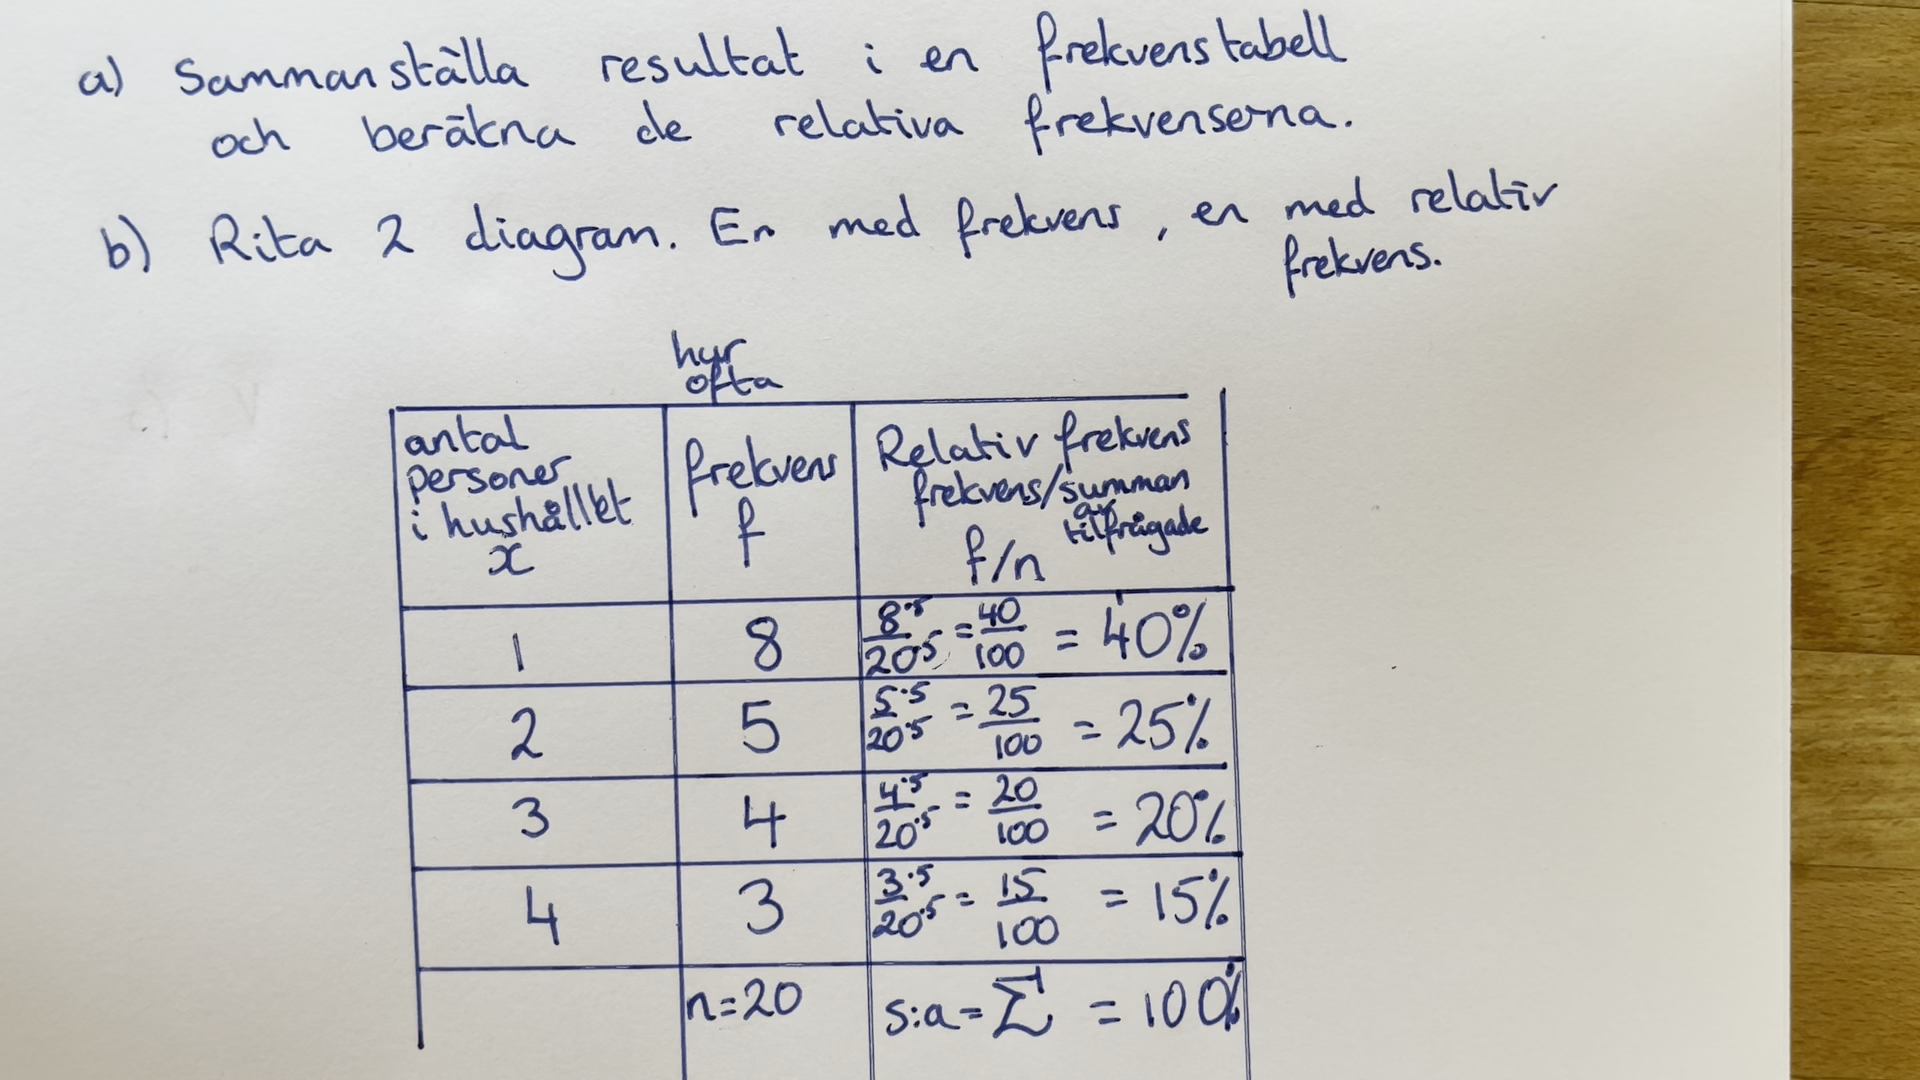 a) Sammanställa resultat i en frekvenstabell
och beräkna de relativa frekvenserna.
b) Rita 2 diagram. En med frekvens, en med relativ
frekvens.
hur
ofta
antal
personer
i hushållet
x
frekvens
f
Relativ frekvens
frekvens/summan
av
tilfrågade
f/n
1 8 8·5/20·5 = 40/100 = 40%
2 5 5·5/20·5 = 25/100 = 25%
3 4 4·5/20·5 = 20/100 = 20%
4 3 3·5/20·5 = 15/100 = 15%
n=20 s:a = Σ = 100%